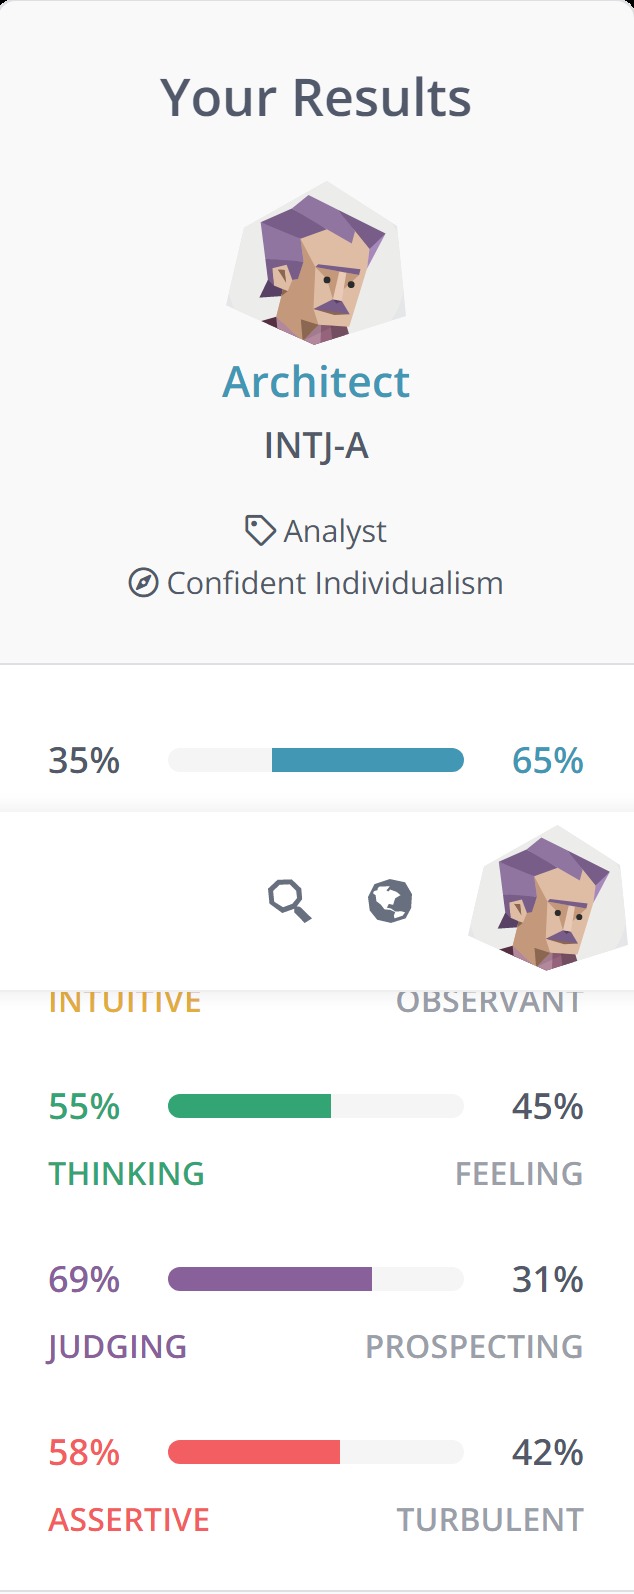 Your Results
Architect
INTJ-A
Analyst
Confident Individualism
35% 65%
INTUITIVE OBSERVANT
55% 45%
THINKING FEELING
69% 31%
JUDGING PROSPECTING
58% 42%
ASSERTIVE TURBULENT